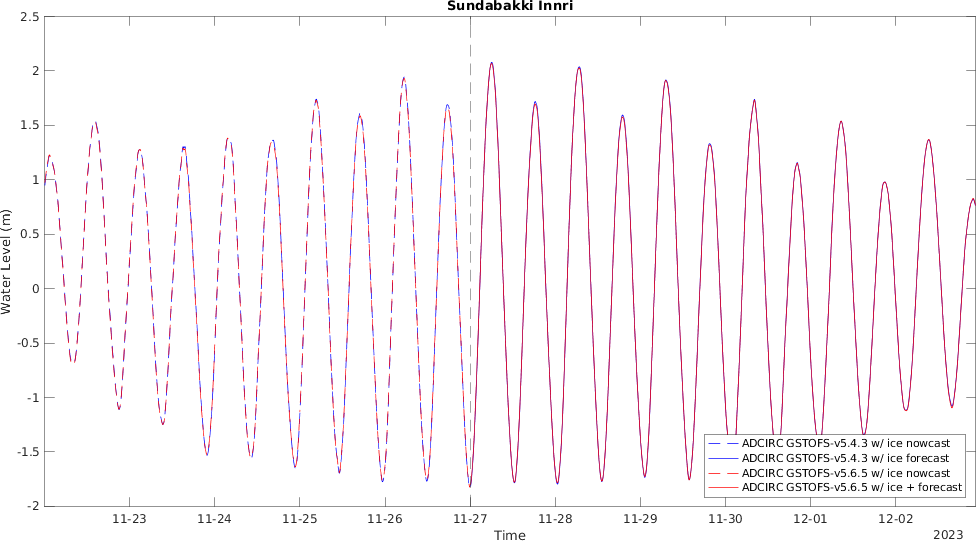 Sundabakki Innri
2.5
2
1.5
1
0.5
0
-0.5
-1
-1.5
-2
Water Level (m)
11-23 11-24 11-25 11-26 11-27 11-28 11-29 11-30 12-01 12-02
Time
2023
ADCIRC GSTOFS-v5.4.3 w/ ice nowcast
ADCIRC GSTOFS-v5.4.3 w/ ice forecast
ADCIRC GSTOFS-v5.6.5 w/ ice nowcast
ADCIRC GSTOFS-v5.6.5 w/ ice + forecast